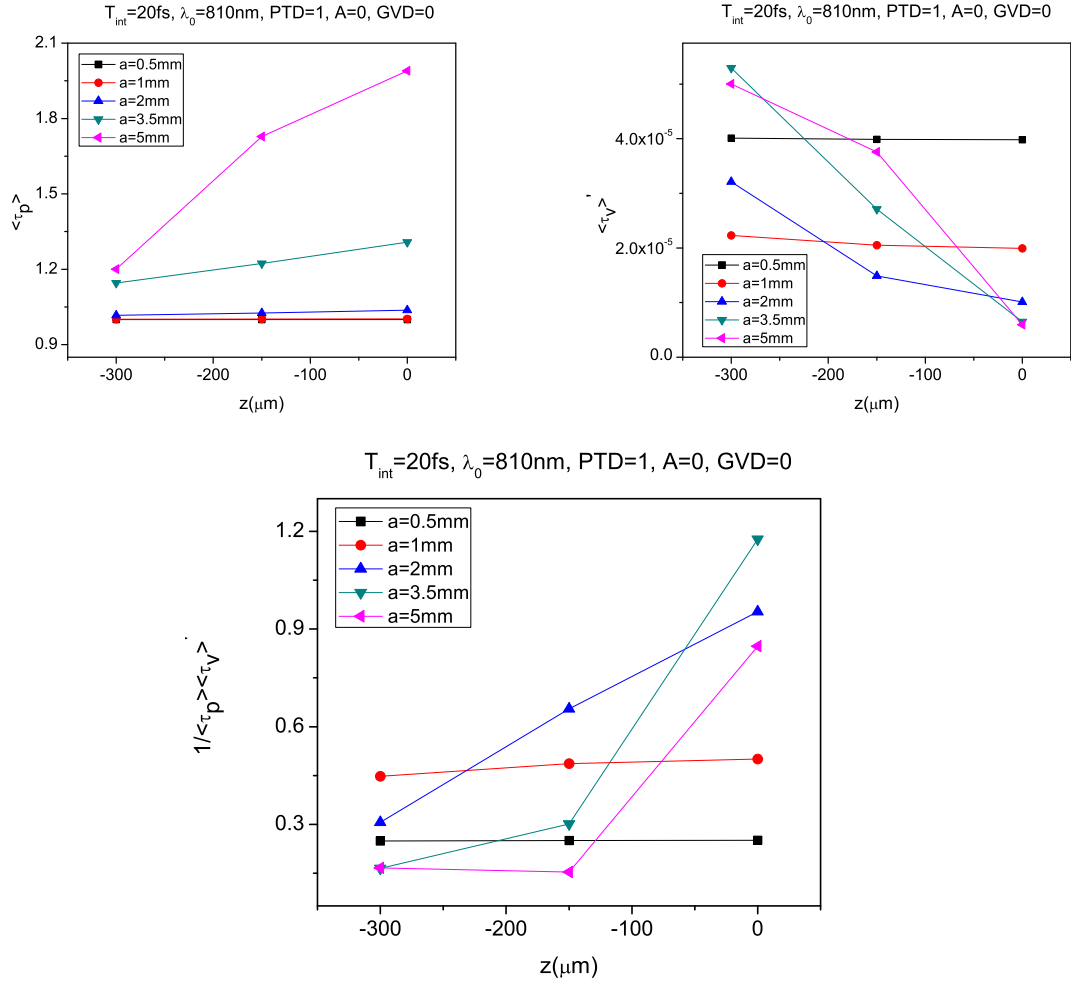 T_int=20fs, λ_0=810nm, PTD=1, A=0, GVD=0
2.1
1.8
1.5
1.2
0.9
<τ_p>
a=0.5mm
a=1mm
a=2mm
a=3.5mm
a=5mm
-300 -200 -100 0
z(μm)
T_int=20fs, λ_0=810nm, PTD=1, A=0, GVD=0
4.0x10^-5
2.0x10^-5
0.0
<τ_v>'
a=0.5mm
a=1mm
a=2mm
a=3.5mm
a=5mm
-300 -200 -100 0
z(μm)
T_int=20fs, λ_0=810nm, PTD=1, A=0, GVD=0
1.2
0.9
0.6
0.3
1/<τ_p><τ_v>'
a=0.5mm
a=1mm
a=2mm
a=3.5mm
a=5mm
-300 -200 -100 0
z(μm)